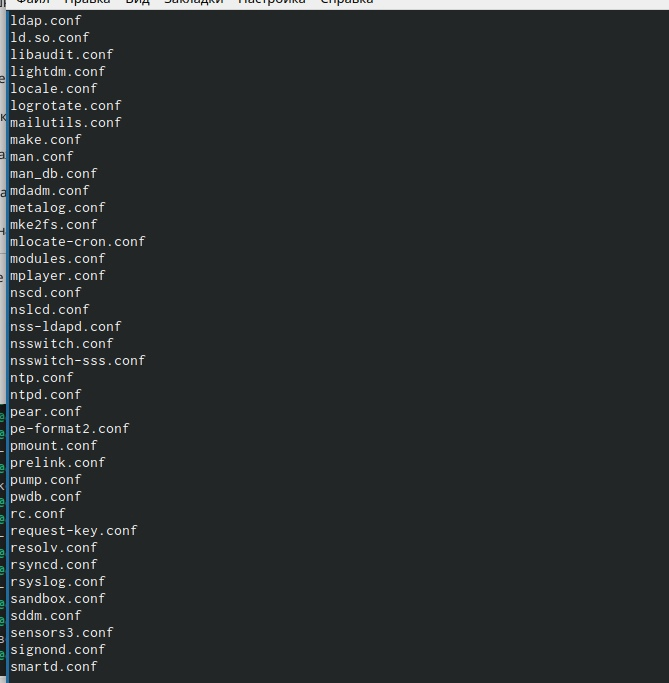 Файл Правка Вид Закладки Настройка Справка
ldap.conf
ld.so.conf
libaudit.conf
lightdm.conf
locale.conf
logrotate.conf
mailutils.conf
make.conf
man.conf
man_db.conf
mdadm.conf
metalog.conf
mke2fs.conf
mlocate-cron.conf
modules.conf
mplayer.conf
nscd.conf
nslcd.conf
nss-ldapd.conf
nsswitch.conf
nsswitch-sss.conf
ntp.conf
ntpd.conf
pear.conf
pe-format2.conf
pmount.conf
prelink.conf
pump.conf
pwdb.conf
rc.conf
request-key.conf
resolv.conf
rsyncd.conf
rsyslog.conf
sandbox.conf
sddm.conf
sensors3.conf
signond.conf
smartd.conf